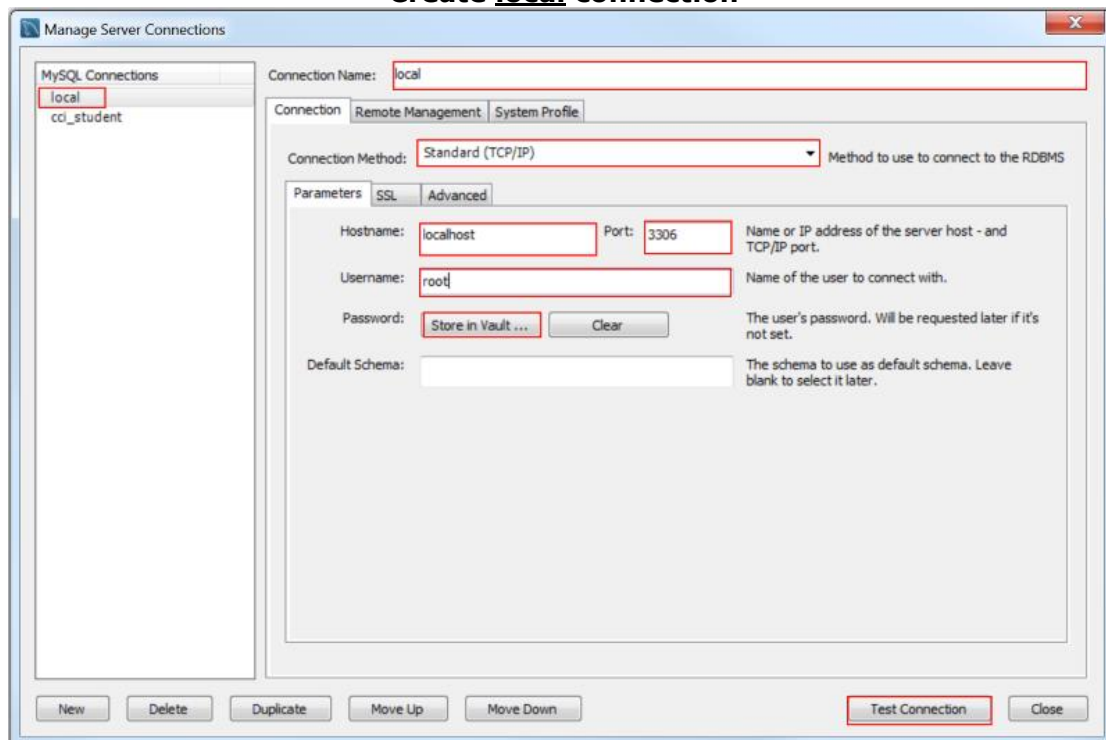 Create local connection
Manage Server Connections
X
MySQL Connections
local
cci_student
Connection Name: local
Connection Remote Management System Profile
Connection Method: Standard (TCP/IP) Method to use to connect to the RDBMS
Parameters SSL Advanced
Hostname: localhost Port: 3306 Name or IP address of the server host - and
TCP/IP port.
Username: root Name of the user to connect with.
Password: Store in Vault ... Clear The user's password. Will be requested later if it's
not set.
Default Schema: The schema to use as default schema. Leave
blank to select it later.
New Delete Duplicate Move Up Move Down Test Connection Close